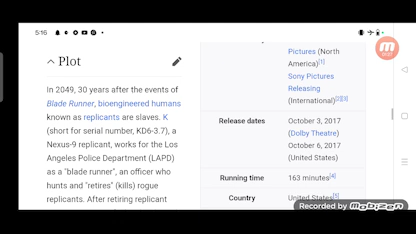 5:16
Plot
In 2049, 30 years after the events of
Blade Runner, bioengineered humans
known as replicants are slaves. K
(short for serial number, KD6-3.7), a
Nexus-9 replicant, works for the Los
Angeles Police Department (LAPD)
as a "blade runner", an officer who
hunts and "retires" (kills) rogue
replicants. After retiring replicant
Pictures (North
America)[1]
Sony Pictures
Releasing
(International)[2][3]
Release dates
October 3, 2017
(Dolby Theatre)
October 6, 2017
(United States)
Running time
163 minutes[4]
Country
United States[5]
Recorded by Mobizen